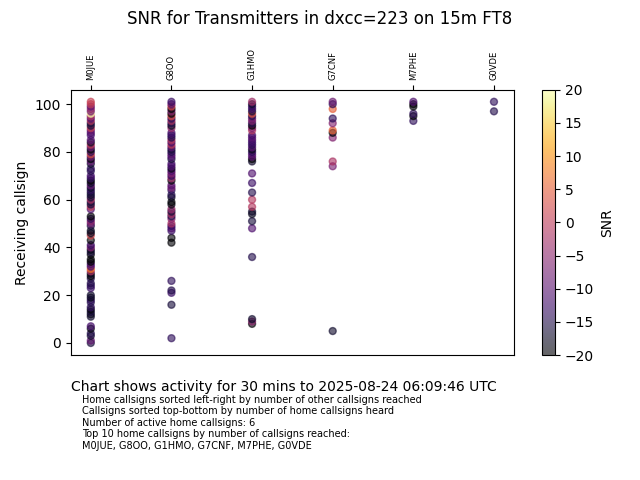 SNR for Transmitters in dxcc=223 on 15m FT8
M0JUE
G8OO
G1HMO
G7CNF
M7PHE
G0VDE
100
80
60
40
20
0
Receiving callsign
20
15
10
5
0
−5
−10
−15
−20
SNR
Chart shows activity for 30 mins to 2025-08-24 06:09:46 UTC
Home callsigns sorted left-right by number of other callsigns reached
Callsigns sorted top-bottom by number of home callsigns heard
Number of active home callsigns: 6
Top 10 home callsigns by number of callsigns reached:
M0JUE, G8OO, G1HMO, G7CNF, M7PHE, G0VDE